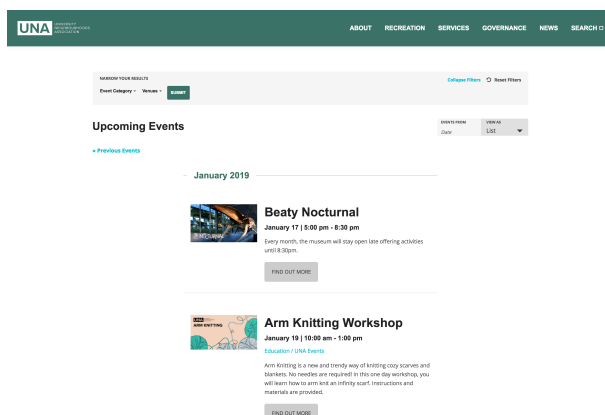 UNA UNIVERSITY
NEIGHBOURHOODS
ASSOCIATION
ABOUT RECREATION SERVICES GOVERNANCE NEWS SEARCH
NARROW YOUR RESULTS
Collapse Filters Reset Filters
Event Category Venues SUBMIT
Upcoming Events
EVENTS FROM
Date
VIEW AS
List
« Previous Events
January 2019
NOCTURNAL
Beaty Nocturnal
January 17 | 5:00 pm - 8:30 pm
Every month, the museum will stay open late offering activities
until 8:30pm.
FIND OUT MORE
UNA
ARM KNITTING
Arm Knitting Workshop
January 19 | 10:00 am - 1:00 pm
Education / UNA Events
Arm Knitting is a new and trendy way of knitting cozy scarves and
blankets. No needles are required! In this one day workshop, you
will learn how to arm knit an infinity scarf. Instructions and
materials are provided.
FIND OUT MORE